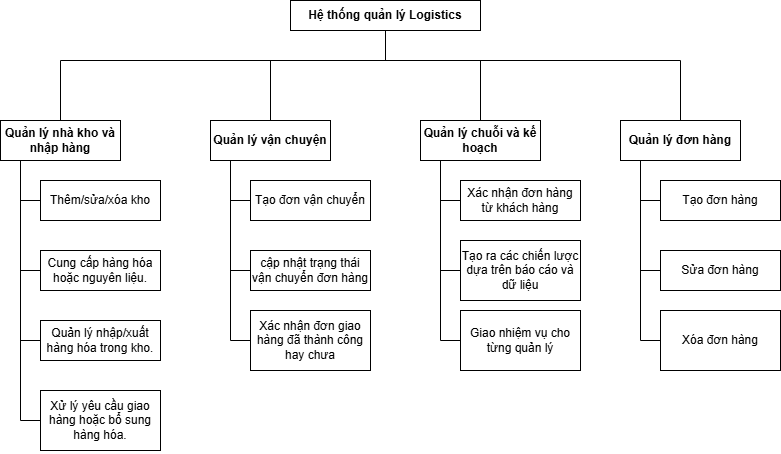 Hệ thống quản lý Logistics
Quản lý nhà kho và
nhập hàng
Thêm/sửa/xóa kho
Cung cấp hàng hóa
hoặc nguyên liệu.
Quản lý nhập/xuất
hàng hóa trong kho.
Xử lý yêu cầu giao
hàng hoặc bổ sung
hàng hóa.
Quản lý vận chuyện
Tạo đơn vận chuyển
cập nhật trạng thái
vận chuyển đơn hàng
Xác nhận đơn giao
hàng đã thành công
hay chưa
Quản lý chuỗi và kế
hoạch
Xác nhận đơn hàng
từ khách hàng
Tạo ra các chiến lược
dựa trên báo cáo và
dữ liệu
Giao nhiệm vụ cho
từng quản lý
Quản lý đơn hàng
Tạo đơn hàng
Sửa đơn hàng
Xóa đơn hàng